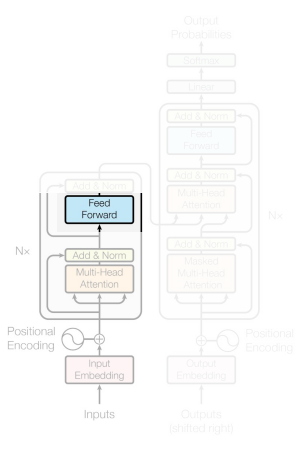 Output
Probabilities
Softmax
Linear
Add & Norm
Feed
Forward
Add & Norm
Multi-Head
Attention
Add & Norm
Masked
Multi-Head
Attention
N×
Add & Norm
Feed
Forward
N×
Add & Norm
Multi-Head
Attention
Positional
Encoding
Positional
Encoding
Input
Embedding
Output
Embedding
Inputs
Outputs
(shifted right)